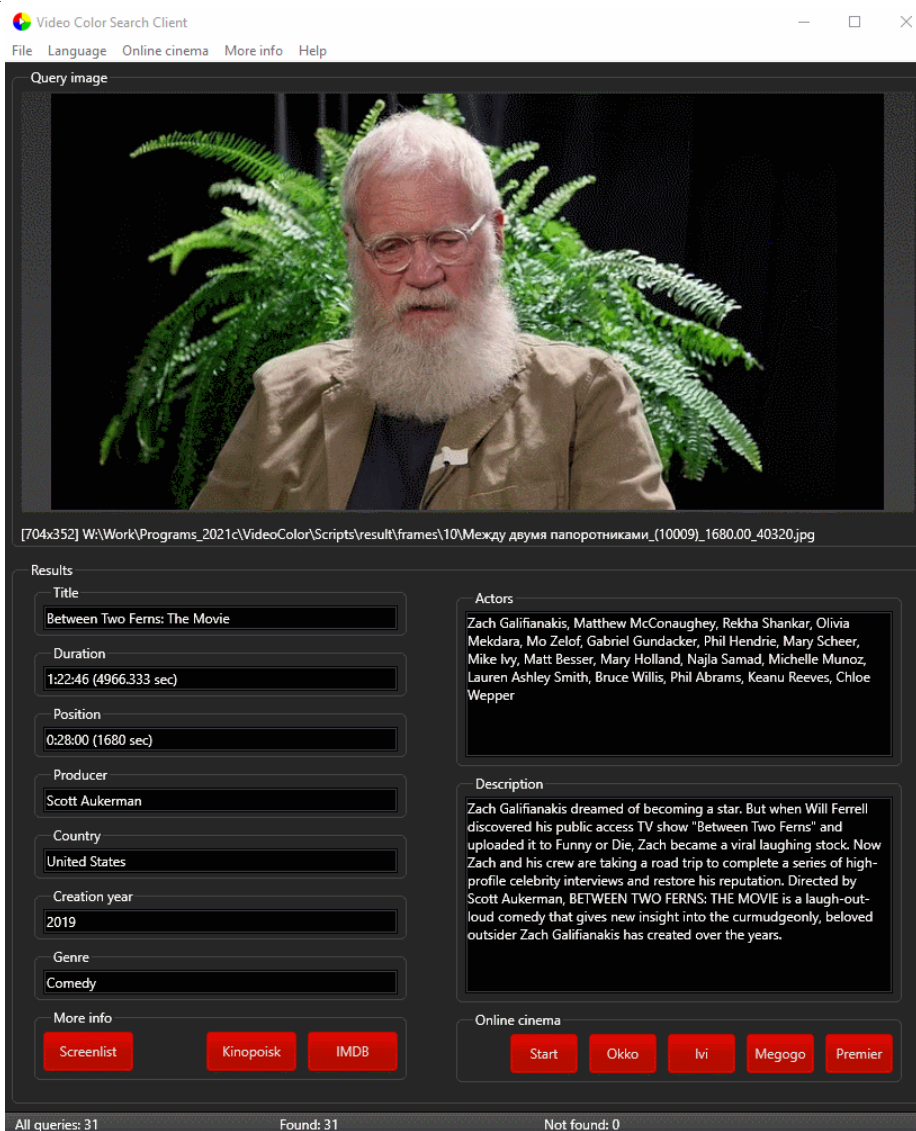 Video Color Search Client
File Language Online cinema More info Help
Query image
[704x352] W:\Work\Programs_2021c\VideoColor\Scripts\result\frames\10\Между двумя папоротниками_(10009)_1680.00_40320.jpg
Results
Title
Between Two Ferns: The Movie
Duration
1:22:46 (4966.333 sec)
Position
0:28:00 (1680 sec)
Producer
Scott Aukerman
Country
United States
Creation year
2019
Genre
Comedy
More info
Screenlist Kinopoisk IMDB
Actors
Zach Galifianakis, Matthew McConaughey, Rekha Shankar, Olivia
Mekdara, Mo Zelof, Gabriel Gundacker, Phil Hendrie, Mary Scheer,
Mike Ivy, Matt Besser, Mary Holland, Najla Samad, Michelle Munoz,
Lauren Ashley Smith, Bruce Willis, Phil Abrams, Keanu Reeves, Chloe
Wepper
Description
Zach Galifianakis dreamed of becoming a star. But when Will Ferrell
discovered his public access TV show "Between Two Ferns" and
uploaded it to Funny or Die, Zach became a viral laughing stock. Now
Zach and his crew are taking a road trip to complete a series of high-
profile celebrity interviews and restore his reputation. Directed by
Scott Aukerman, BETWEEN TWO FERNS: THE MOVIE is a laugh-out-
loud comedy that gives new insight into the curmudgeonly, beloved
outsider Zach Galifianakis has created over the years.
Online cinema
Start Okko Ivi Megogo Premier
All queries: 31 Found: 31 Not found: 0